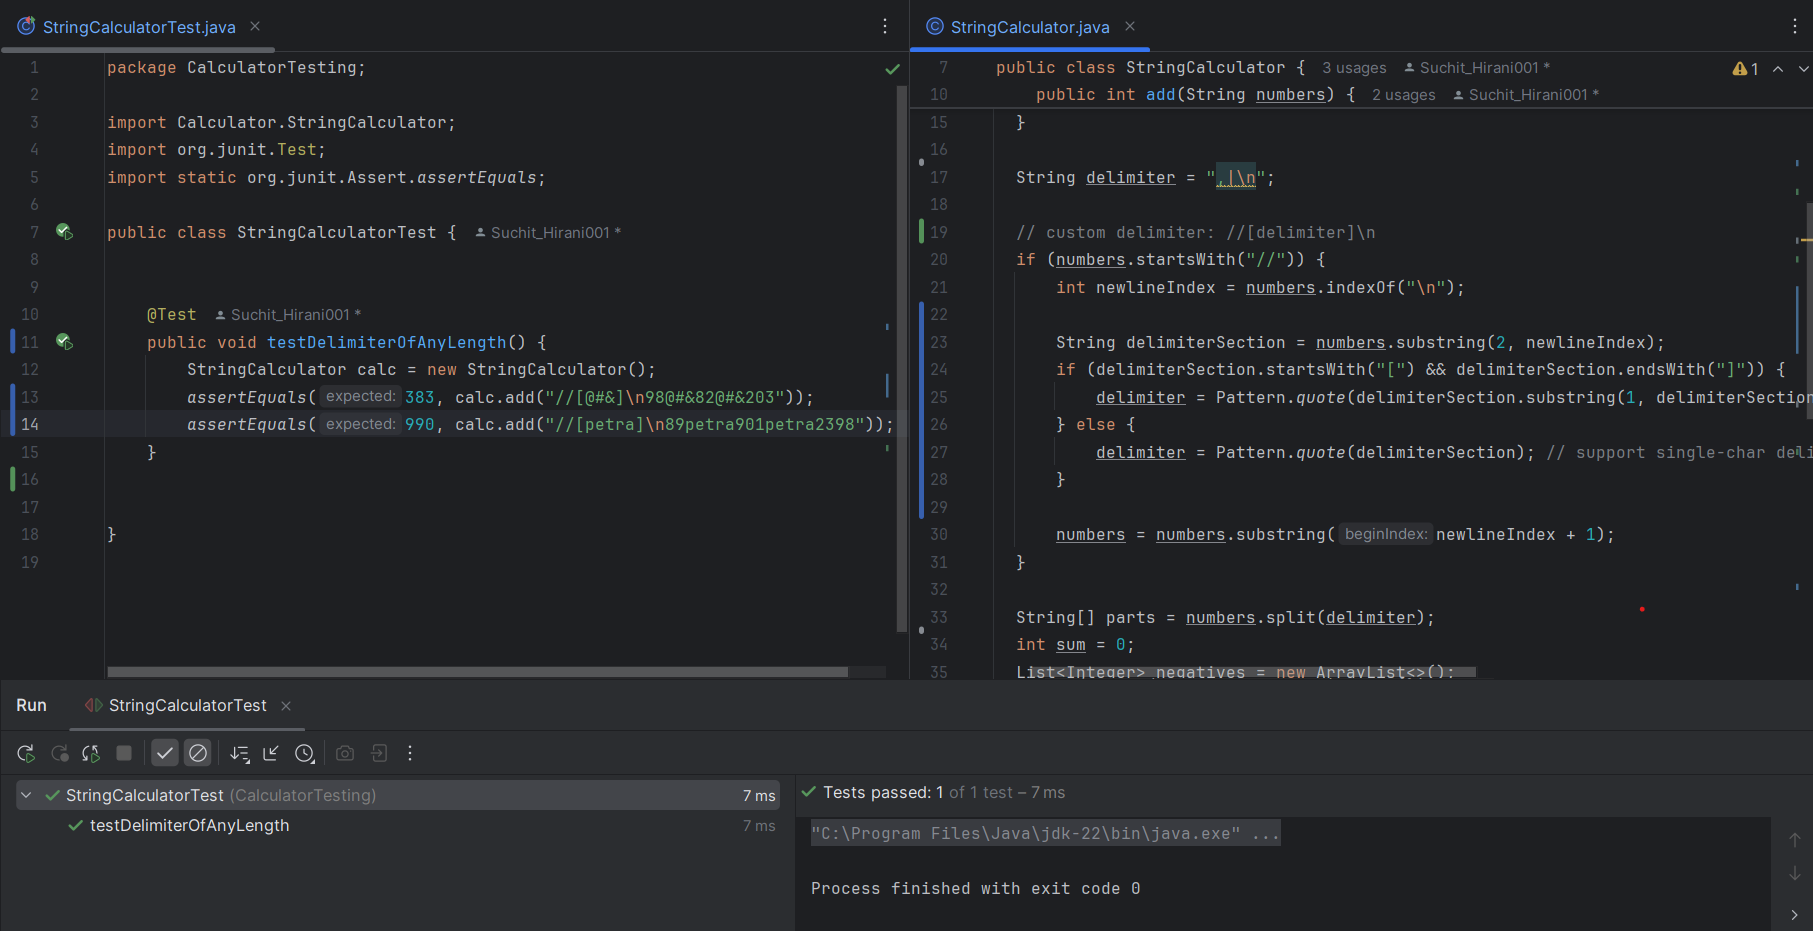 StringCalculatorTest.java
1 package CalculatorTesting;
2
3 import Calculator.StringCalculator;
4 import org.junit.Test;
5 import static org.junit.Assert.assertEquals;
6
7 public class StringCalculatorTest { Suchit_Hirani001 *
8
9
10 @Test Suchit_Hirani001 *
11 public void testDelimiterOfAnyLength() {
12 StringCalculator calc = new StringCalculator();
13 assertEquals( expected: 383, calc.add("//[@#&]\n98@#&82@#&203"));
14 assertEquals( expected: 990, calc.add("//[petra]\n89petra901petra2398"));
15 }
16
17
18 }
19
StringCalculator.java
7 public class StringCalculator { 3 usages Suchit_Hirani001 *
1
10 public int add(String numbers) { 2 usages Suchit_Hirani001 *
15 }
16
17 String delimiter = ",|\n";
18
19 // custom delimiter: //[delimiter]\n
20 if (numbers.startsWith("//")) {
21 int newlineIndex = numbers.indexOf("\n");
22
23 String delimiterSection = numbers.substring(2, newlineIndex);
24 if (delimiterSection.startsWith("[") && delimiterSection.endsWith("]")) {
25 delimiter = Pattern.quote(delimiterSection.substring(1, delimiterSection
26 } else {
27 delimiter = Pattern.quote(delimiterSection); // support single-char deli
28 }
29
30 numbers = numbers.substring( beginIndex: newlineIndex + 1);
31 }
32
33 String[] parts = numbers.split(delimiter);
34 int sum = 0;
35 List<Integer> negatives = new ArrayList<>();
Run StringCalculatorTest
StringCalculatorTest (CalculatorTesting) 7 ms
testDelimiterOfAnyLength 7 ms
Tests passed: 1 of 1 test – 7 ms
"C:\Program Files\Java\jdk-22\bin\java.exe" ...
Process finished with exit code 0